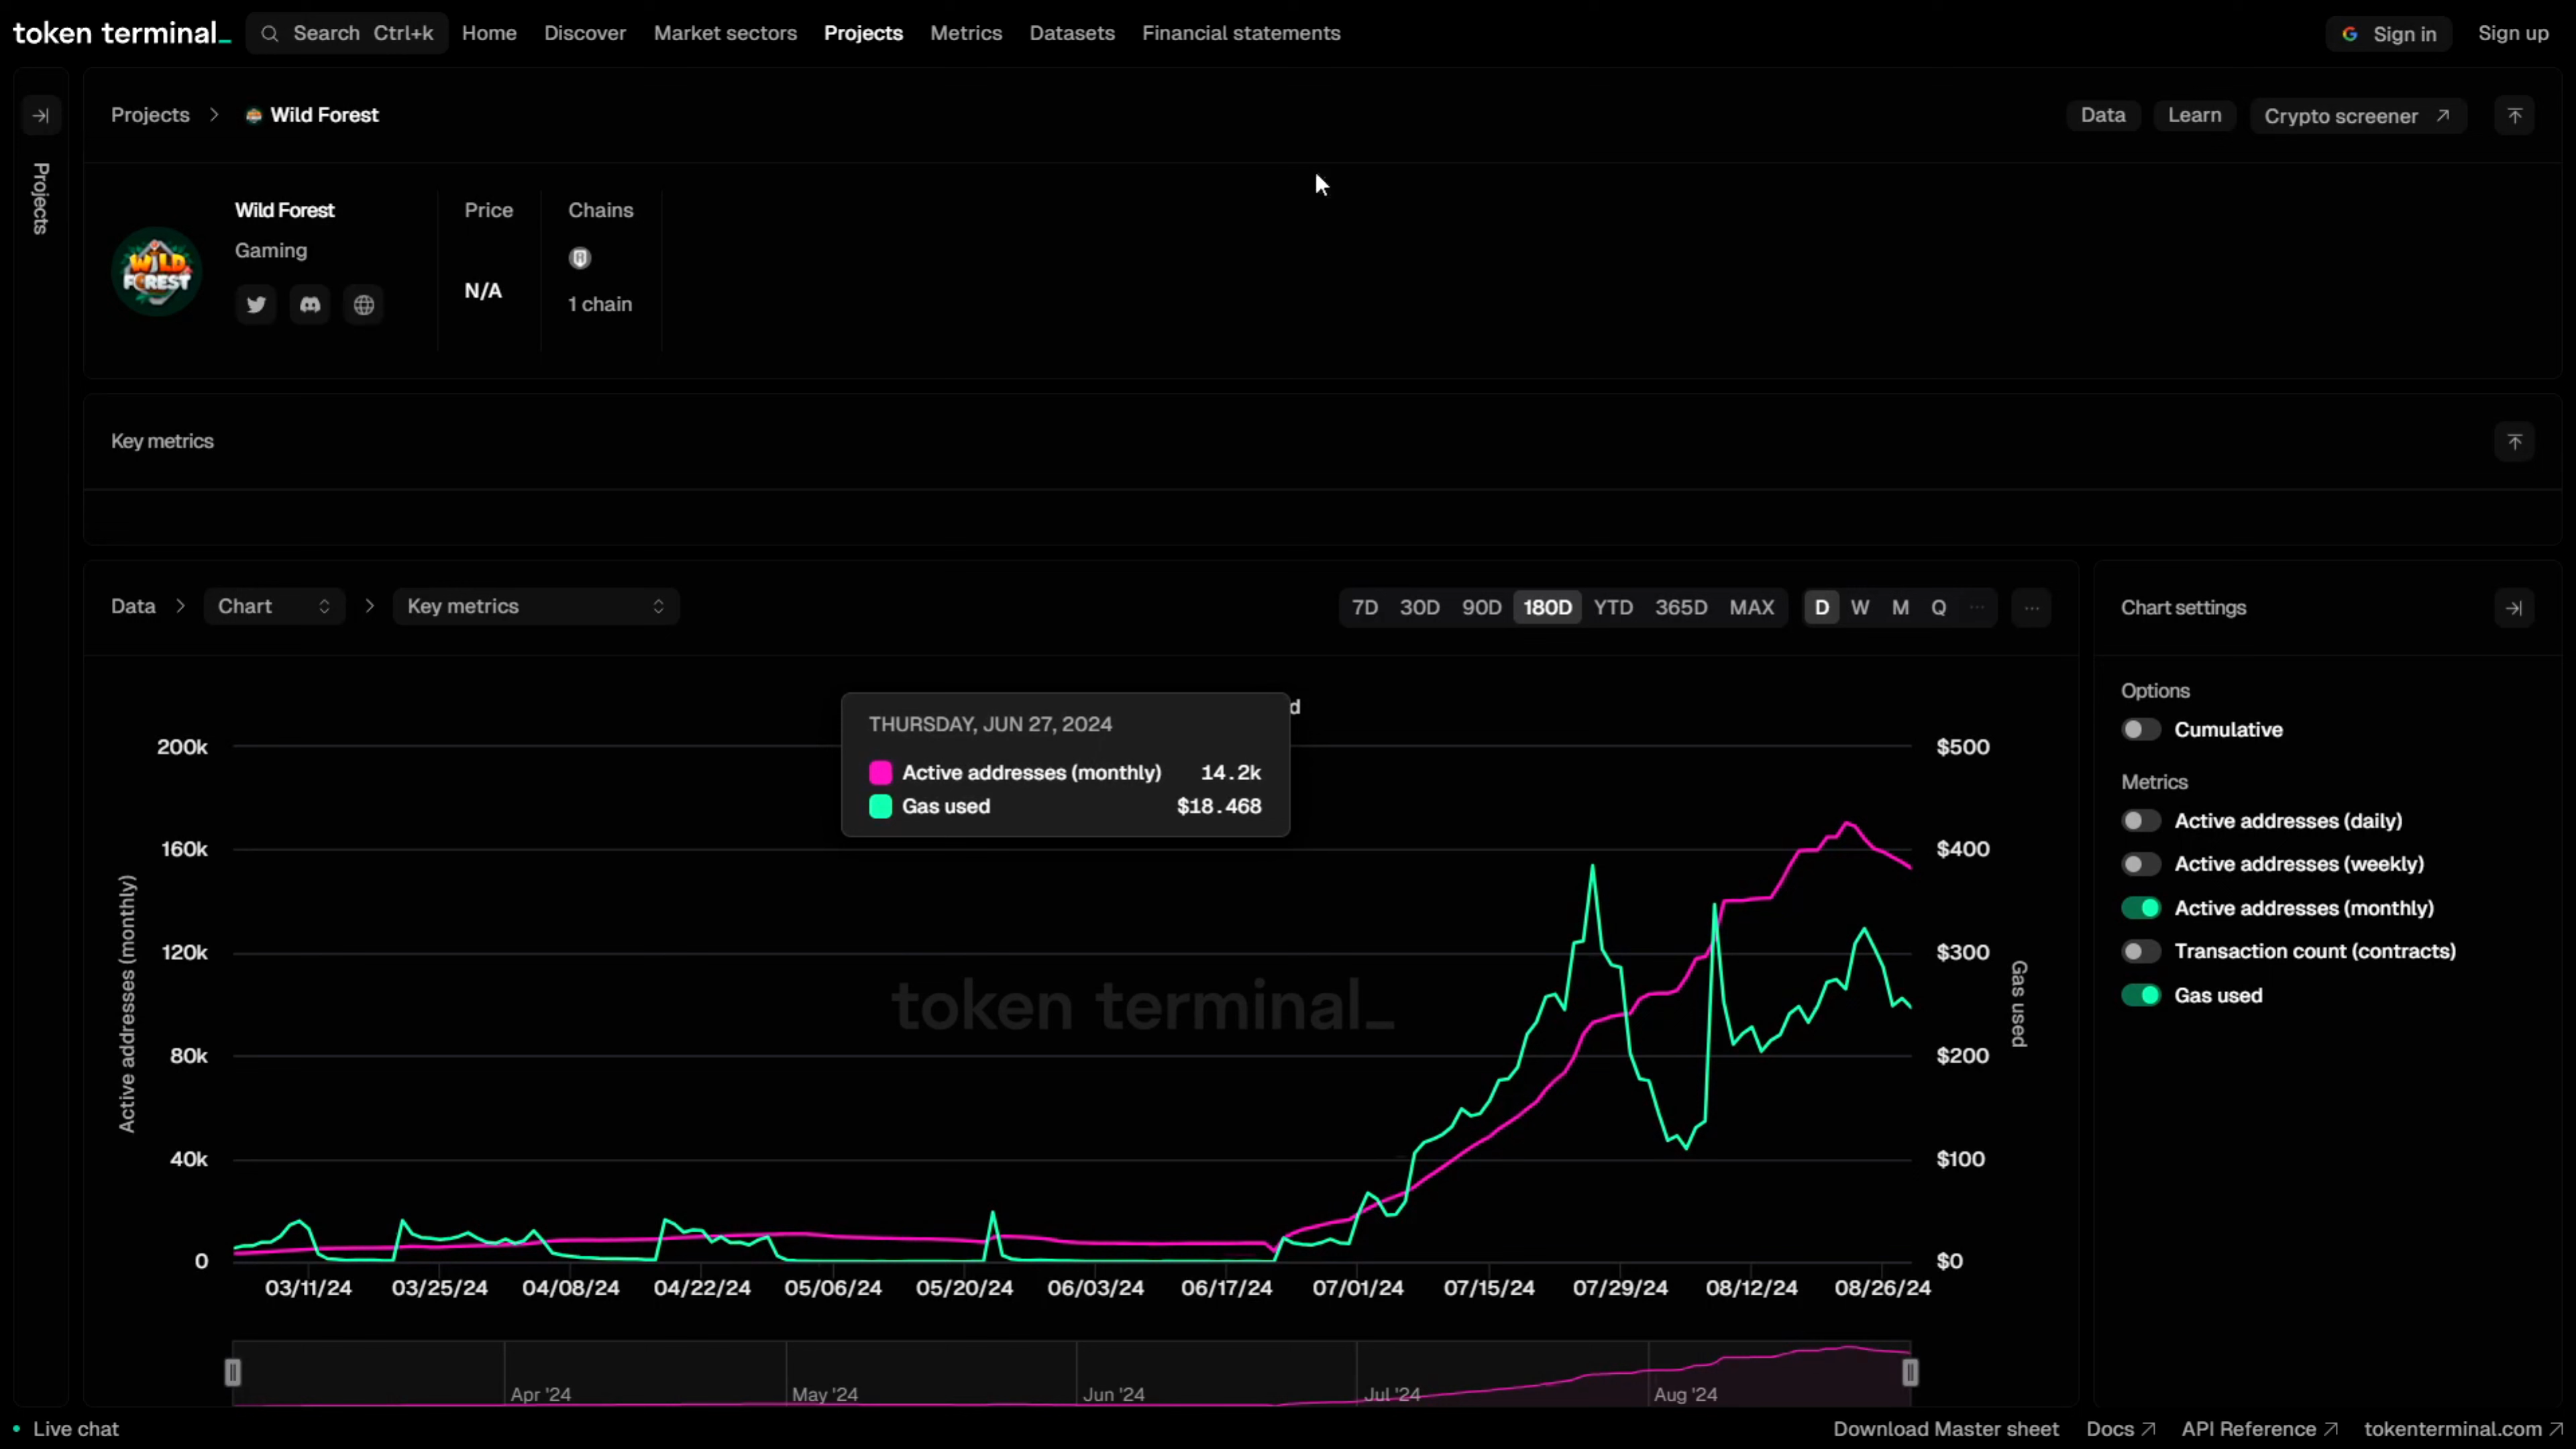 token terminal_ Search Ctrl+k Home Discover Market sectors Projects Metrics Datasets Financial statements Sign in Sign up
Projects > Wild Forest Data Learn Crypto screener
Projects
Wild Forest Price Chains
Gaming
WILD
FOREST
N/A 1 chain
Key metrics
Data > Chart > Key metrics 7D 30D 90D 180D YTD 365D MAX D W M Q ... ... Chart settings
Options
Cumulative
Metrics
Active addresses (daily)
Active addresses (weekly)
Active addresses (monthly)
Transaction count (contracts)
Gas used
d
THURSDAY, JUN 27, 2024
Active addresses (monthly) 14.2k
Gas used $18.468
200k $500
160k $400
120k $300
80k $200
40k $100
0 $0
Active addresses (monthly)
Gas used
token terminal_
03/11/24 03/25/24 04/08/24 04/22/24 05/06/24 05/20/24 06/03/24 06/17/24 07/01/24 07/15/24 07/29/24 08/12/24 08/26/24
Apr '24 May '24 Jun '24 Jul '24 Aug '24
Live chat Download Master sheet Docs API Reference tokenterminal.com